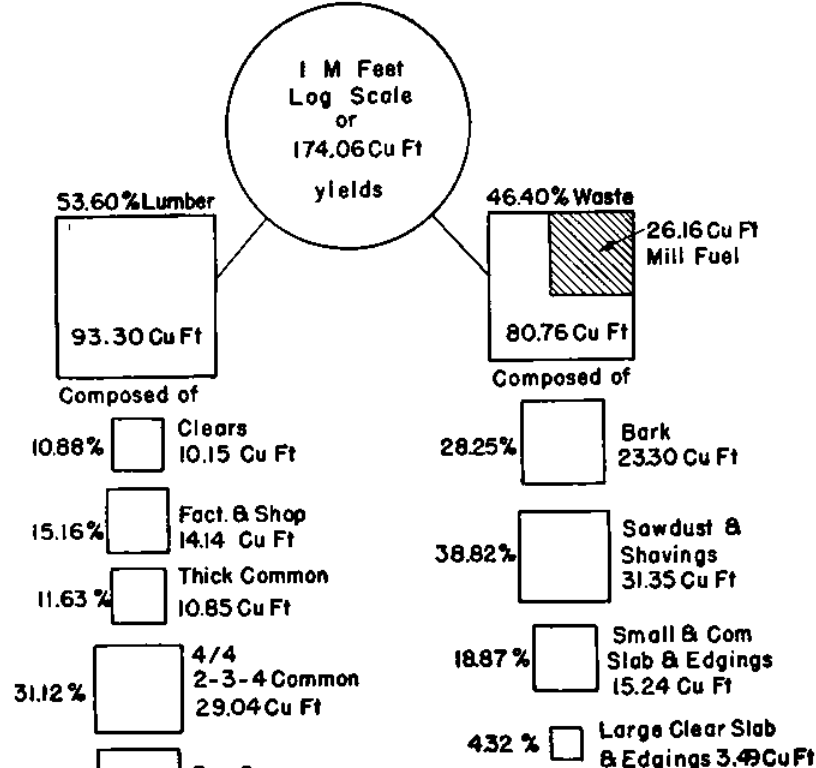 1 M Feet
Log Scale
or
174.06 Cu Ft
yields
53.60% Lumber
93.30 Cu Ft
Composed of
10.88%
Clears
10.15 Cu Ft
15.16%
Fact. & Shop
14.14 Cu Ft
11.63 %
Thick Common
10.85 Cu Ft
31.12 %
4/4
2-3-4 Common
29.04 Cu Ft
46.40% Waste
26.16 Cu Ft
Mill Fuel
80.76 Cu Ft
Composed of
28.25%
Bark
23.30 Cu Ft
38.82%
Sawdust &
Shavings
31.35 Cu Ft
18.87 %
Small & Com
Slab & Edgings
15.24 Cu Ft
4.32 %
Large Clear Slab
& Edgings 3.49 Cu Ft